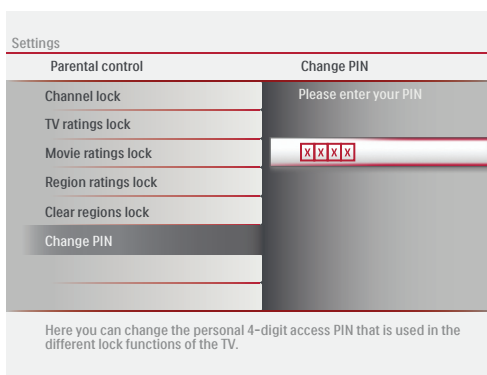 Settings
Parental control
Change PIN
Channel lock
Please enter your PIN
TV ratings lock
Movie ratings lock
X X X X
Region ratings lock
Clear regions lock
Change PIN
Here you can change the personal 4-digit access PIN that is used in the
different lock functions of the TV.